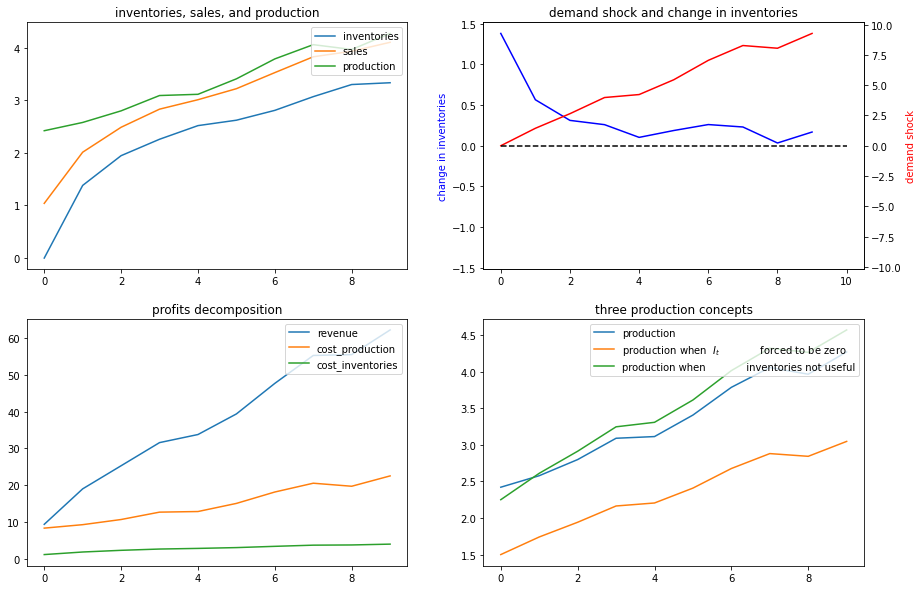 inventories, sales, and production
4
3
2
1
0
0 2 4 6 8
inventories
sales
production
demand shock and change in inventories
change in inventories
1.5
1.0
0.5
0.0
−0.5
−1.0
−1.5
0 2 4 6 8 10
10.0
7.5
5.0
2.5
0.0
−2.5
−5.0
−7.5
−10.0
demand shock
profits decomposition
60
50
40
30
20
10
0
0 2 4 6 8
revenue
cost_production
cost_inventories
three production concepts
4.5
4.0
3.5
3.0
2.5
2.0
1.5
0 2 4 6 8
production
production when I_t forced to be zero
production when inventories not useful